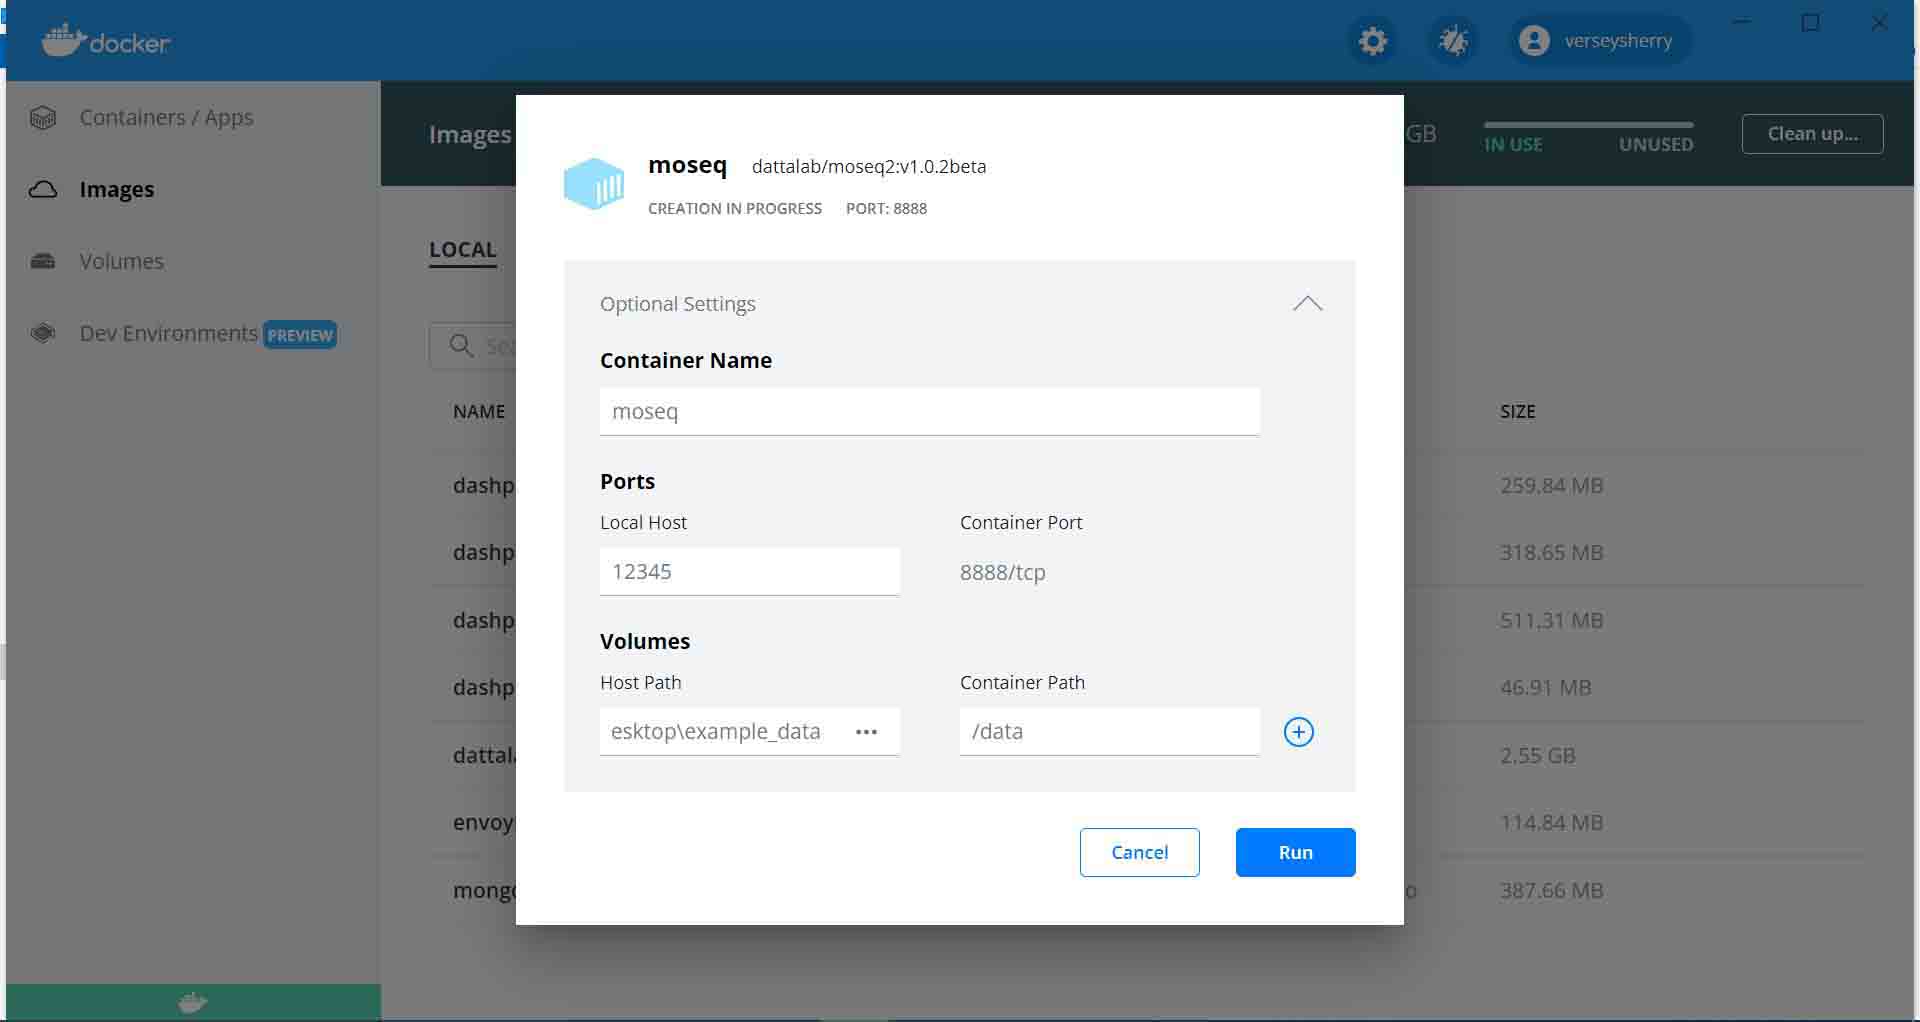 docker
verseysherry
Containers / Apps
Images
Volumes
Dev Environments PREVIEW
Images
GB
IN USE
UNUSED
Clean up...
LOCAL
NAME
SIZE
dashp
259.84 MB
dashp
318.65 MB
dashp
511.31 MB
dashp
46.91 MB
dattala
2.55 GB
envoy
114.84 MB
mongo
387.66 MB
moseq dattalab/moseq2:v1.0.2beta
CREATION IN PROGRESS PORT: 8888
Optional Settings
Container Name
moseq
Ports
Local Host Container Port
12345 8888/tcp
Volumes
Host Path Container Path
esktop\example_data ••• /data
Cancel Run